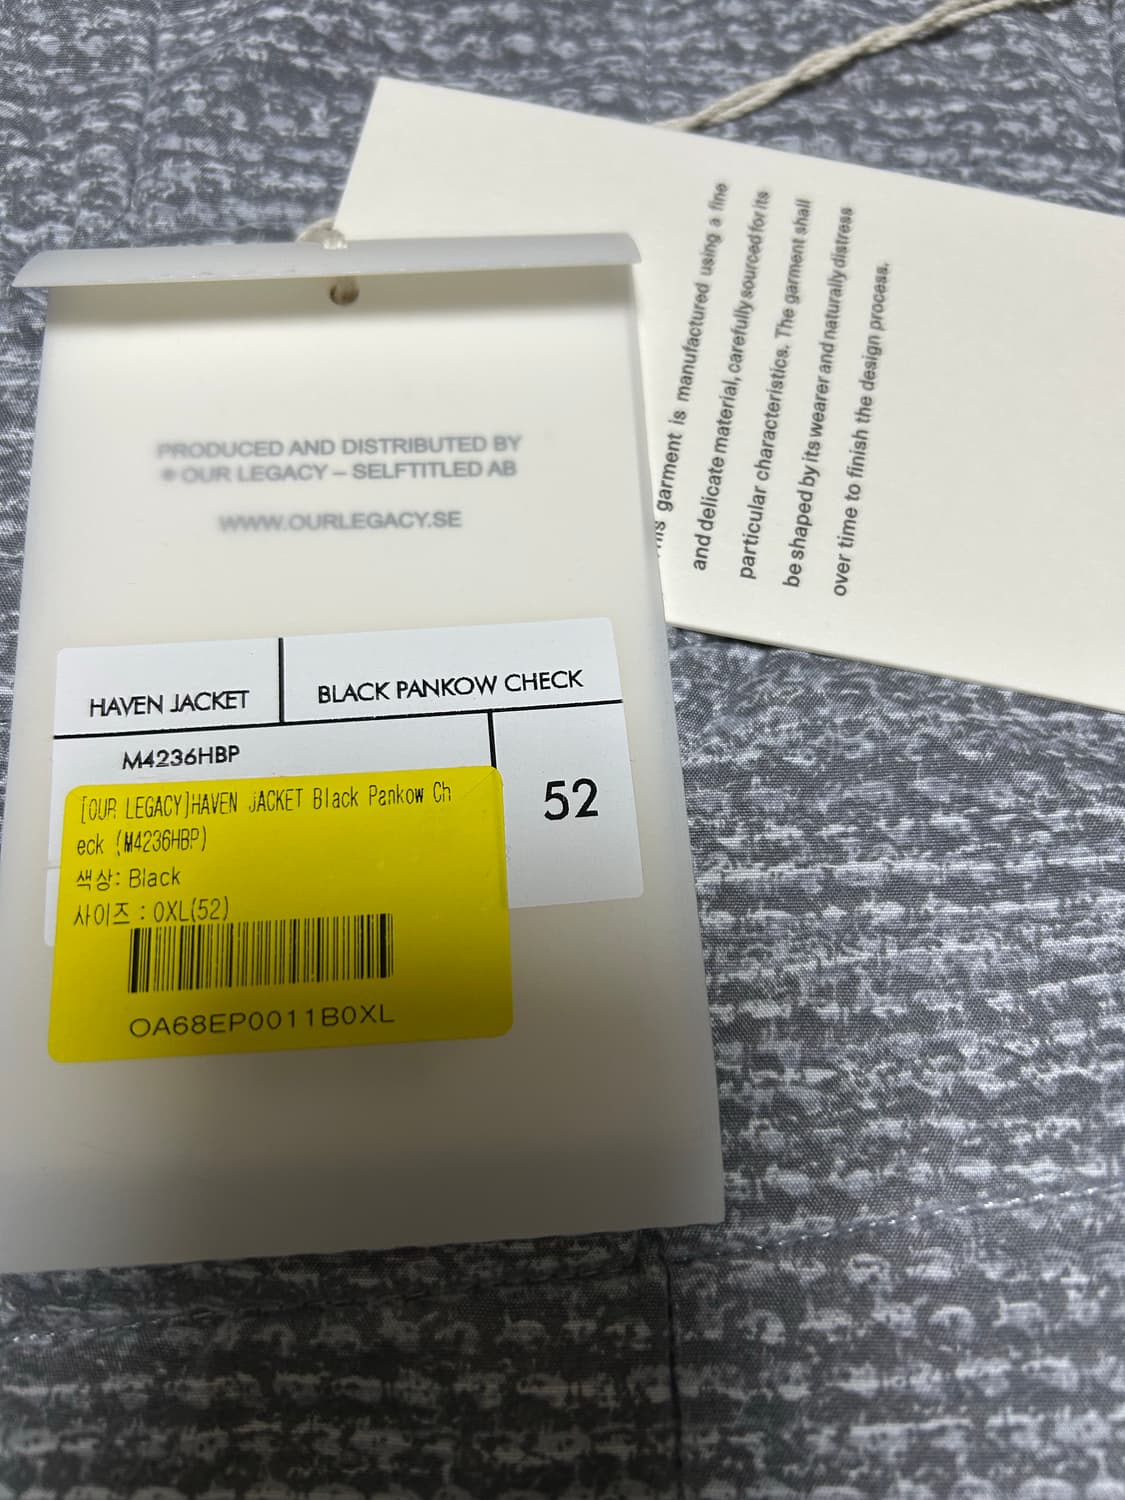 PRODUCED AND DISTRIBUTED BY
® OUR LEGACY – SELFTITLED AB
WWW.OURLEGACY.SE
HAVEN JACKET
BLACK PANKOW CHECK
M4236HBP
52
[OUR LEGACY]HAVEN JACKET Black Pankow Ch
eck (M4236HBP)
색상: Black
사이즈 : 0XL(52)
OA68EP0011B0XL
garment is manufactured using a fine
and delicate material, carefully sourced for its
particular characteristics. The garment shall
be shaped by its wearer and naturally distress
over time to finish the design process.